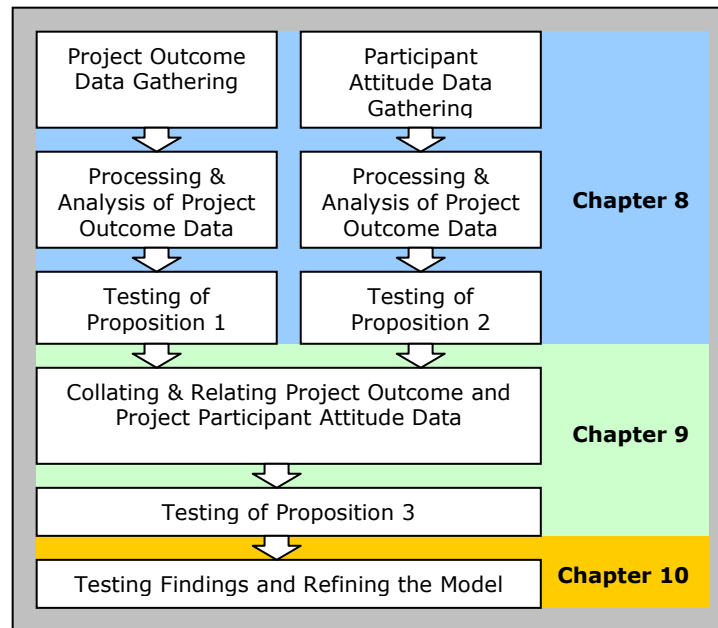 Project Outcome
Data Gathering
Participant
Attitude Data
Gathering
Processing &
Analysis of Project
Outcome Data
Processing &
Analysis of Project
Outcome Data
Chapter 8
Testing of
Proposition 1
Testing of
Proposition 2
Collating & Relating Project Outcome and
Project Participant Attitude Data
Chapter 9
Testing of Proposition 3
Testing Findings and Refining the Model
Chapter 10